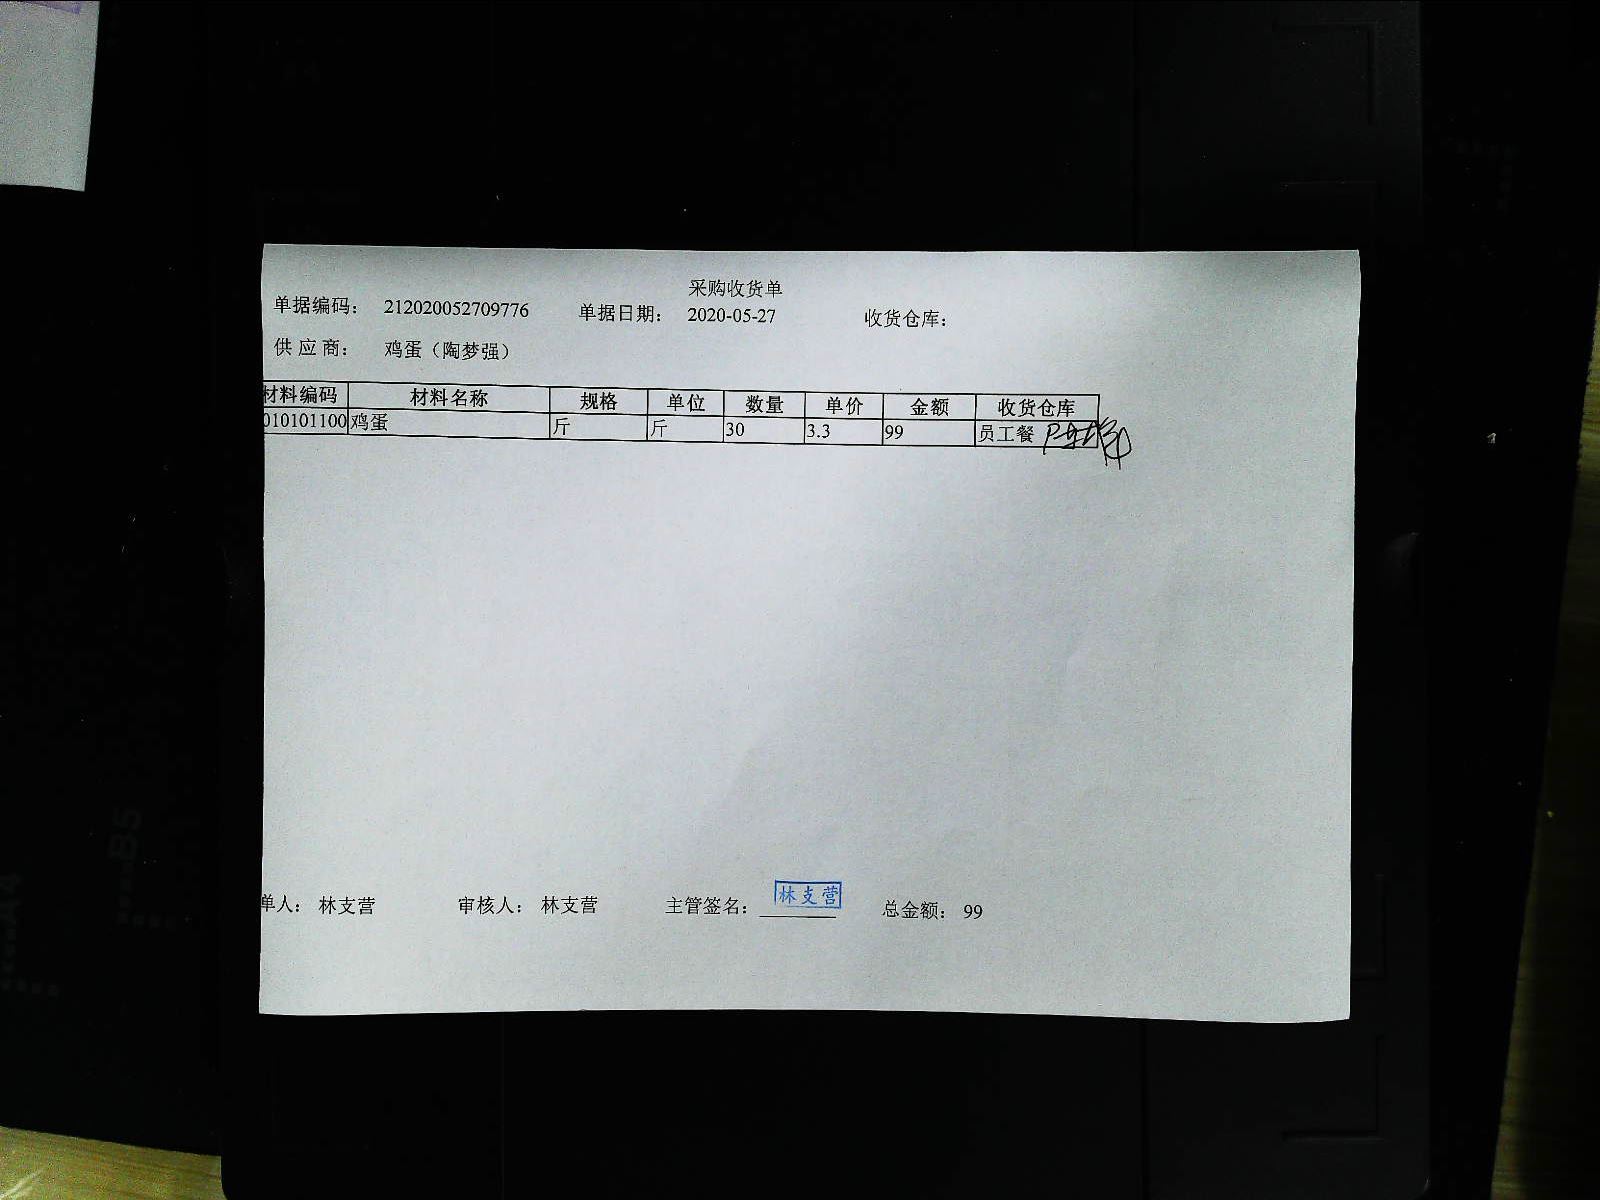 采购收货单
单据编码： 212020052709776 单据日期： 2020-05-27 收货仓库：
供应商： 鸡蛋（陶梦强）
材料编码 材料名称 规格 单位 数量 单价 金额 收货仓库
010101100 鸡蛋 斤 斤 30 3.3 99 员工餐
单人： 林支营 审核人： 林支营 主管签名： 林支营 总金额： 99
B5
A4